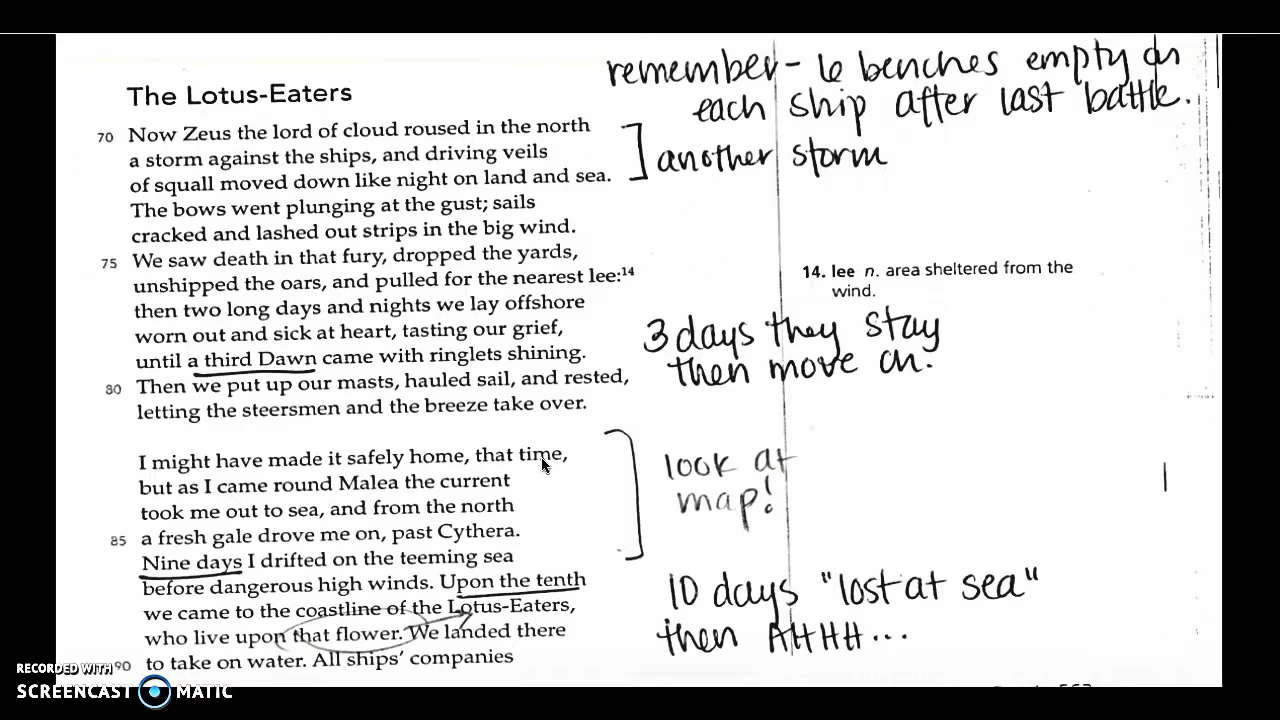 remember - 6 benches empty on
each ship after last battle.
The Lotus-Eaters
70 Now Zeus the lord of cloud roused in the north
a storm against the ships, and driving veils
of squall moved down like night on land and sea.
] another storm
The bows went plunging at the gust; sails
cracked and lashed out strips in the big wind.
75 We saw death in that fury, dropped the yards,
unshipped the oars, and pulled for the nearest lee:14
then two long days and nights we lay offshore
worn out and sick at heart, tasting our grief,
until a third Dawn came with ringlets shining.
80 Then we put up our masts, hauled sail, and rested,
letting the steersmen and the breeze take over.
14. lee n. area sheltered from the
wind.
3 days they stay
then move on.
I might have made it safely home, that time,
but as I came round Malea the current
took me out to sea, and from the north
85 a fresh gale drove me on, past Cythera.
Nine days I drifted on the teeming sea
before dangerous high winds. Upon the tenth
we came to the coastline of the Lotus-Eaters,
who live upon that flower. We landed there
90 to take on water. All ships' companies
look at
map!
10 days "lost at sea"
then AHHH...
RECORDED WITH
SCREENCAST MATIC